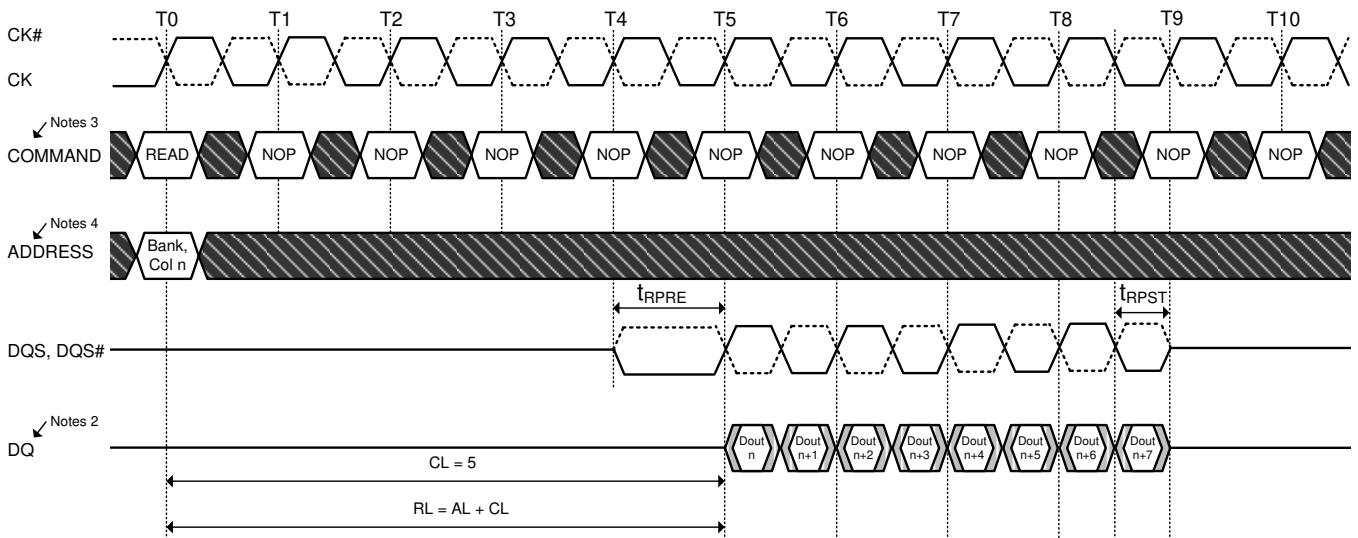 T0 T1 T2 T3 T4 T5 T6 T7 T8 T9 T10
CK#
CK
Notes 3
COMMAND READ NOP NOP NOP NOP NOP NOP NOP NOP NOP NOP
Notes 4
ADDRESS
Bank,
Col n
tRPRE tRPST
DQS, DQS#
Notes 2
DQ
Dout Dout Dout Dout Dout Dout Dout Dout
n n+1 n+2 n+3 n+4 n+5 n+6 n+7
CL = 5
RL = AL + CL